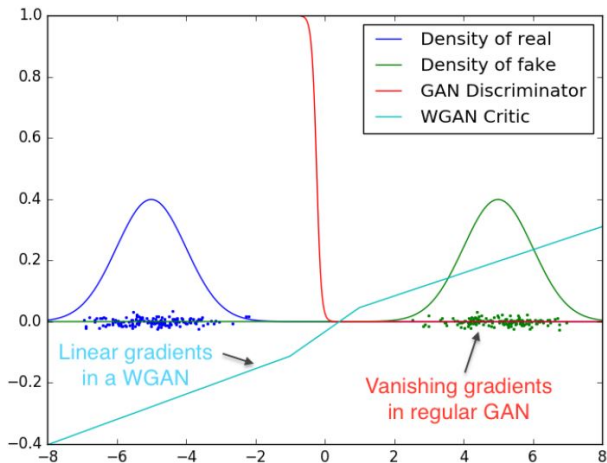 1.0
Density of real
Density of fake
GAN Discriminator
WGAN Critic
0.8
0.6
0.4
0.2
0.0
Linear gradients
in a WGAN
Vanishing gradients
in regular GAN
−0.2
−0.4
−8 −6 −4 −2 0 2 4 6 8